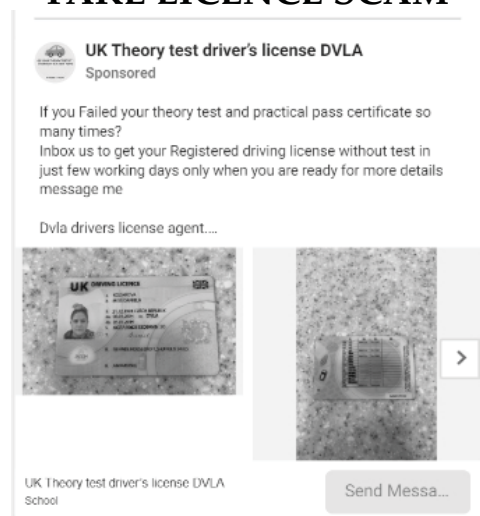 FAKE LICENCE SCAM
UK Theory test driver's license DVLA
Sponsored
If you Failed your theory test and practical pass certificate so
many times?
Inbox us to get your Registered driving license without test in
just few working days only when you are ready for more details
message me
Dvla drivers license agent....
UK DRIVING LICENCE
UK Theory test driver's license DVLA
School
Send Messa...